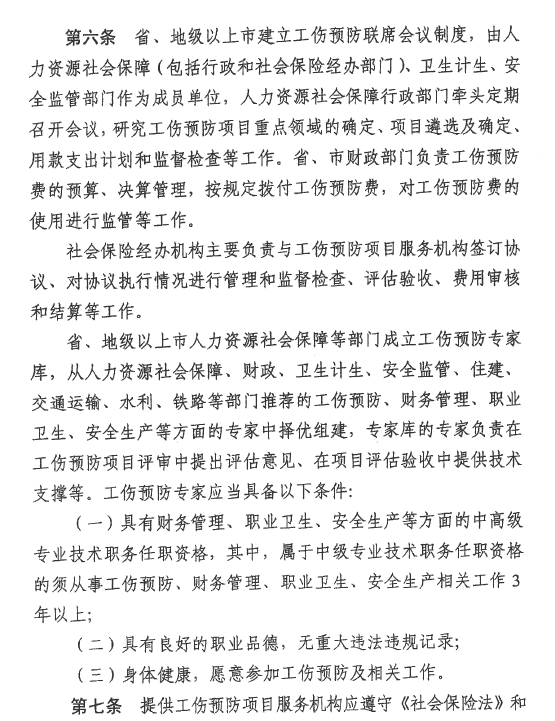 第六条 省、地级以上市建立工伤预防联席会议制度，由人
力资源社会保障（包括行政和社会保险经办部门）、卫生计生、安
全监管部门作为成员单位，人力资源社会保障行政部门牵头定期
召开会议，研究工伤预防项目重点领域的确定、项目遴选及确定、
用款支出计划和监督检查等工作。省、市财政部门负责工伤预防
费的预算、决算管理，按规定拨付工伤预防费，对工伤预防费的
使用进行监管等工作。
社会保险经办机构主要负责与工伤预防项目服务机构签订协
议、对协议执行情况进行管理和监督检查、评估验收、费用审核
和结算等工作。
省、地级以上市人力资源社会保障等部门成立工伤预防专家
库，从人力资源社会保障、财政、卫生计生、安全监管、住建、
交通运输、水利、铁路等部门推荐的工伤预防、财务管理、职业
卫生、安全生产等方面的专家中择优组建，专家库的专家负责在
工伤预防项目评审中提出评估意见、在项目评估验收中提供技术
支撑等。工伤预防专家应当具备以下条件：
（一）具有财务管理、职业卫生、安全生产等方面的中高级
专业技术职务任职资格，其中，属于中级专业技术职务任职资格
的须从事工伤预防、财务管理、职业卫生、安全生产相关工作 3
年以上；
（二）具有良好的职业品德，无重大违法违规记录；
（三）身体健康，愿意参加工伤预防及相关工作。
第七条 提供工伤预防项目服务机构应遵守《社会保险法》和